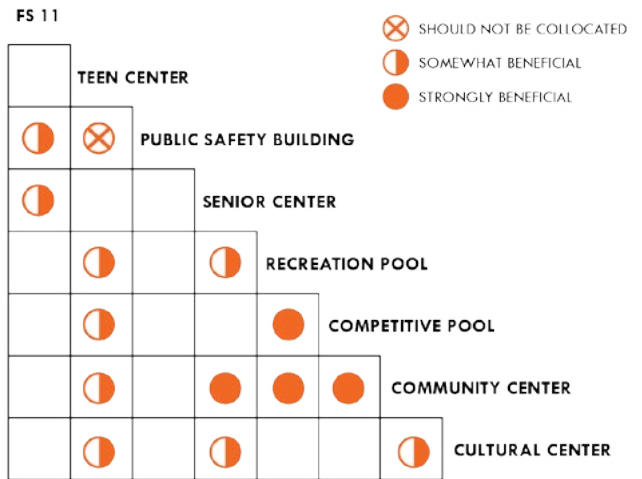 FS 11
SHOULD NOT BE COLLOCATED
SOMEWHAT BENEFICIAL
STRONGLY BENEFICIAL
TEEN CENTER
PUBLIC SAFETY BUILDING
SENIOR CENTER
RECREATION POOL
COMPETITIVE POOL
COMMUNITY CENTER
CULTURAL CENTER